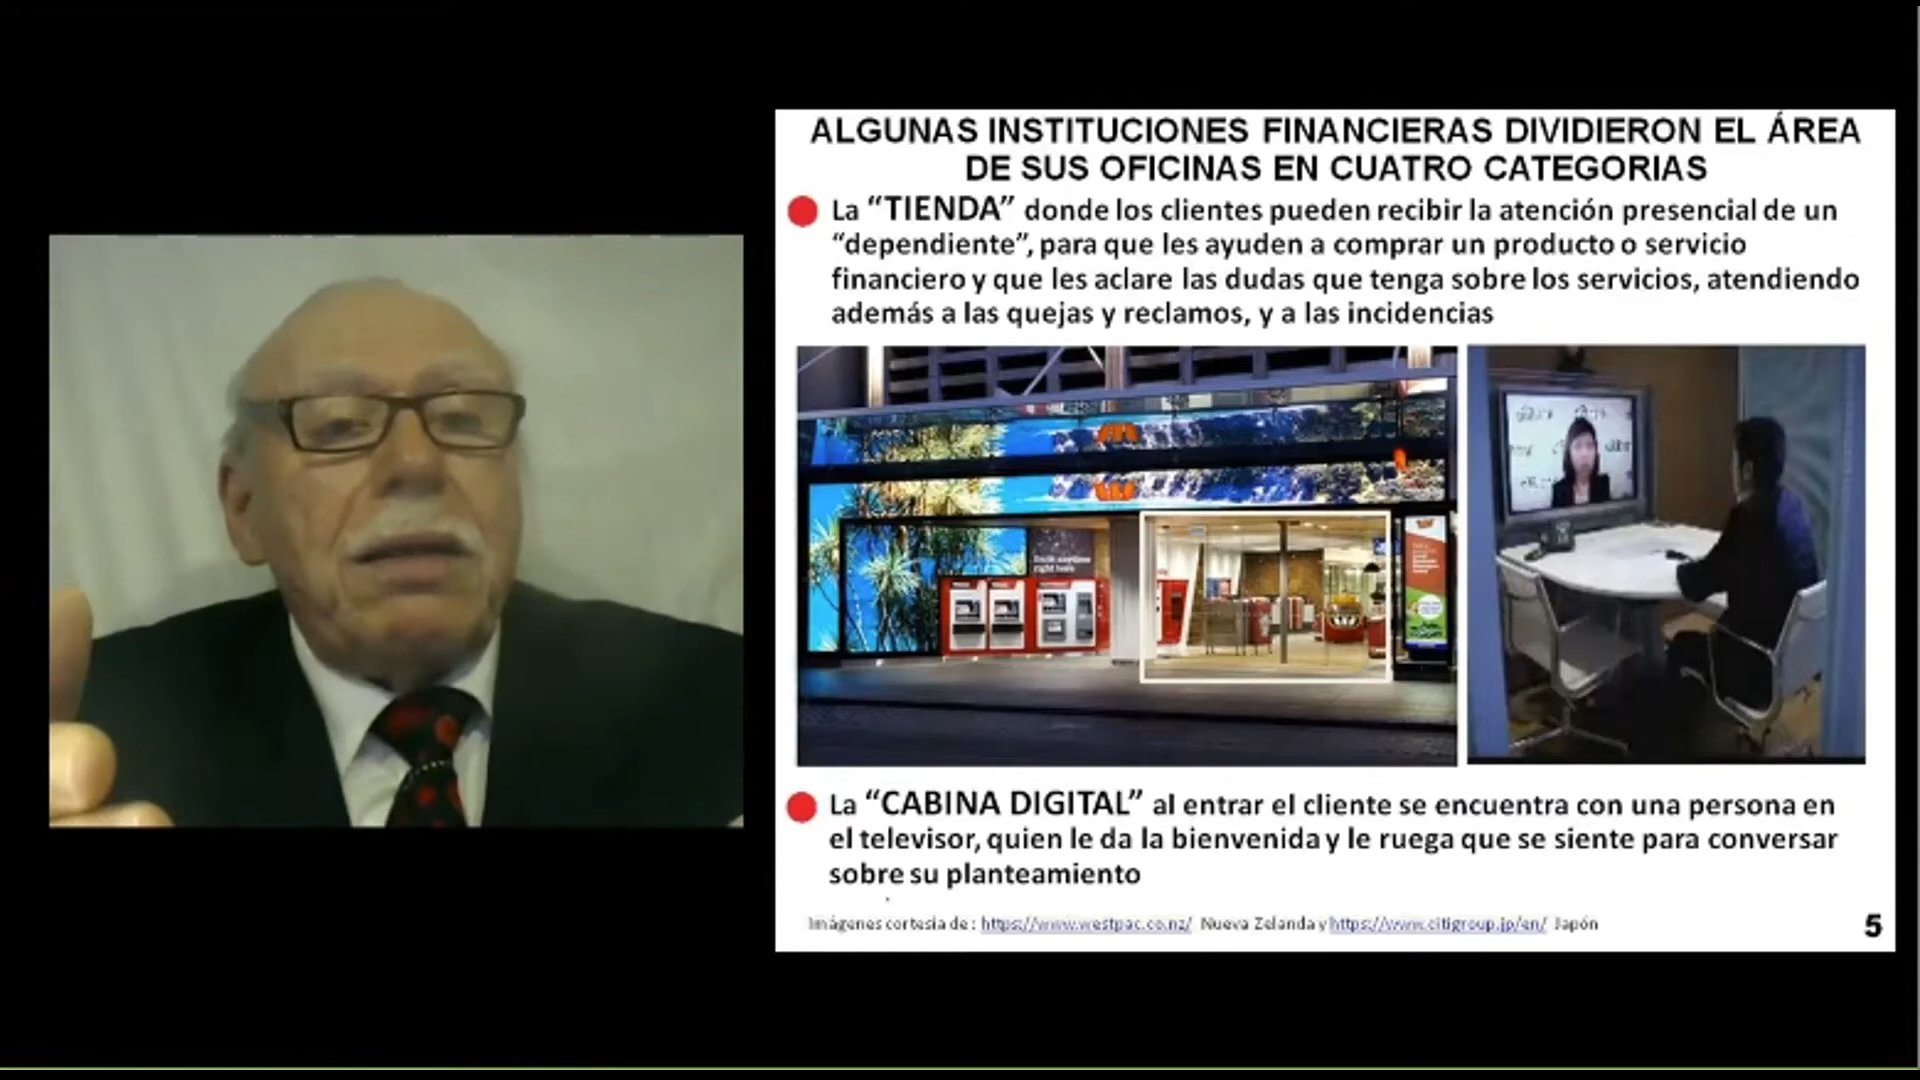 ALGUNAS INSTITUCIONES FINANCIERAS DIVIDIERON EL ÁREA
DE SUS OFICINAS EN CUATRO CATEGORIAS
La “TIENDA” donde los clientes pueden recibir la atención presencial de un
“dependiente”, para que les ayuden a comprar un producto o servicio
financiero y que les aclare las dudas que tenga sobre los servicios, atendiendo
además a las quejas y reclamos, y a las incidencias
La “CABINA DIGITAL” al entrar el cliente se encuentra con una persona en
el televisor, quien le da la bienvenida y le ruega que se siente para conversar
sobre su planteamiento
Imágenes cortesia de : https://www.westpac.co.nz/ Nueva Zelanda y https://www.citigroup.jp/en/ Japón
5